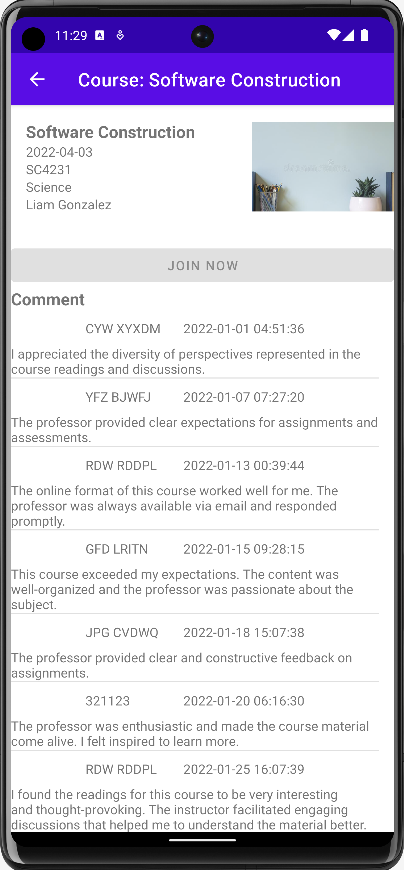 11:29
Course: Software Construction
Software Construction
2022-04-03
SC4231
Science
Liam Gonzalez
JOIN NOW
Comment
CYW XYXDM 2022-01-01 04:51:36
I appreciated the diversity of perspectives represented in the
course readings and discussions.
YFZ BJWFJ 2022-01-07 07:27:20
The professor provided clear expectations for assignments and
assessments.
RDW RDDPL 2022-01-13 00:39:44
The online format of this course worked well for me. The
professor was always available via email and responded
promptly.
GFD LRITN 2022-01-15 09:28:15
This course exceeded my expectations. The content was
well-organized and the professor was passionate about the
subject.
JPG CVDWQ 2022-01-18 15:07:38
The professor provided clear and constructive feedback on
assignments.
321123 2022-01-20 06:16:30
The professor was enthusiastic and made the course material
come alive. I felt inspired to learn more.
RDW RDDPL 2022-01-25 16:07:39
I found the readings for this course to be very interesting
and thought-provoking. The instructor facilitated engaging
discussions that helped me to understand the material better.